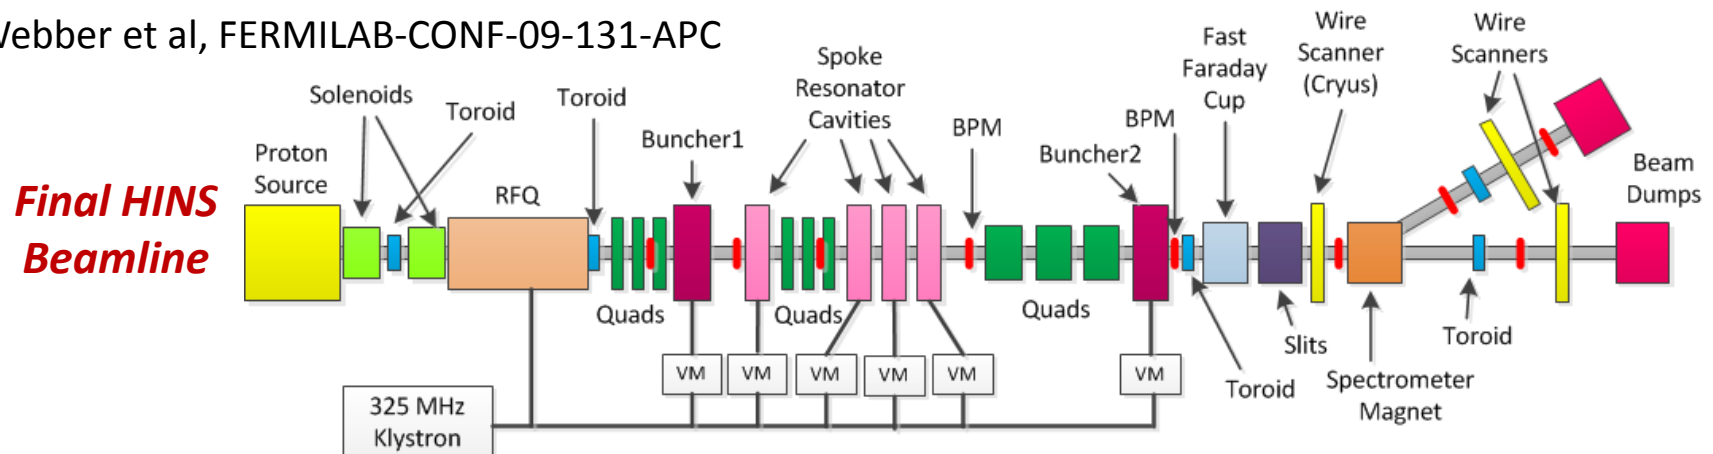 ebber et al, FERMILAB-CONF-09-131-APC
Final HINS
Beamline
Proton
Source
Solenoids
Toroid
RFQ
Toroid
Quads
Buncher1
Spoke
Resonator
Cavities
Quads
BPM
Quads
Buncher2
BPM
Fast
Faraday
Cup
Wire
Scanner
(Cryus)
Wire
Scanners
Beam
Dumps
Toroid
Slits
Spectrometer
Magnet
Toroid
VM
VM
VM
VM
VM
VM
325 MHz
Klystron